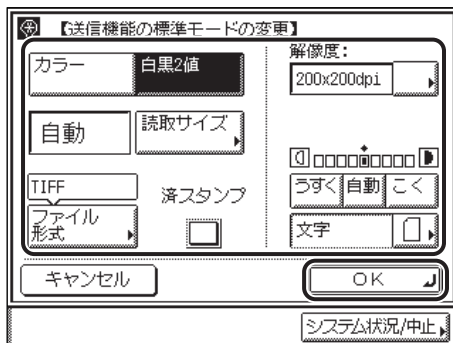 【送信機能の標準モードの変更】
カラー
白黒2値
解像度:
200x200dpi
自動
読取サイズ
うすく
自動
こく
TIFF
ファイル
形式
済スタンプ
文字
キャンセル
OK
システム状況/中止